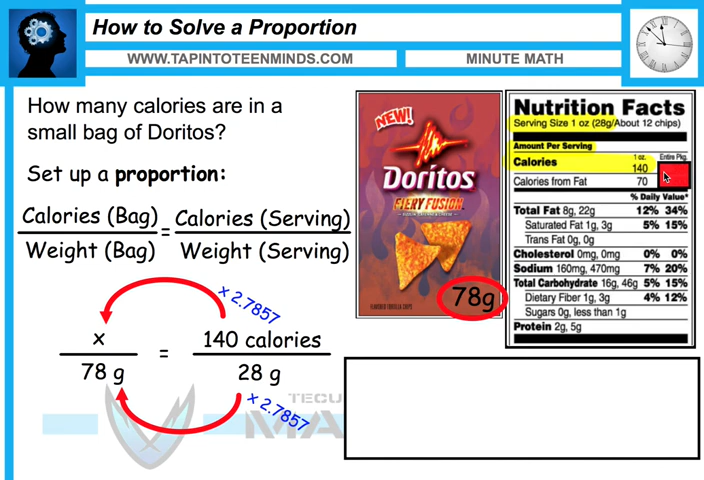 How to Solve a Proportion
WWW.TAPINTOTEENMINDS.COM
MINUTE MATH
How many calories are in a
small bag of Doritos?
Set up a proportion:
Calories (Bag) = Calories (Serving)
Weight (Bag) Weight (Serving)
x 2.7857
x = 140 calories
78 g 28 g
x 2.7857
TECU
MA
NEW!
Doritos
FIERY FUSION
78g
FLAVORED TORTILLA CHIPS
Nutrition Facts
Serving Size 1 oz (28g/About 12 chips)
Amount Per Serving
1 oz. Entire Pkg.
Calories 140
Calories from Fat 70
% Daily Value*
Total Fat 8g, 22g 12% 34%
Saturated Fat 1g, 3g 5% 15%
Trans Fat 0g, 0g
Cholesterol 0mg, 0mg 0% 0%
Sodium 160mg, 470mg 7% 20%
Total Carbohydrate 16g, 46g 5% 15%
Dietary Fiber 1g, 3g 4% 12%
Sugars 0g, less than 1g
Protein 2g, 5g